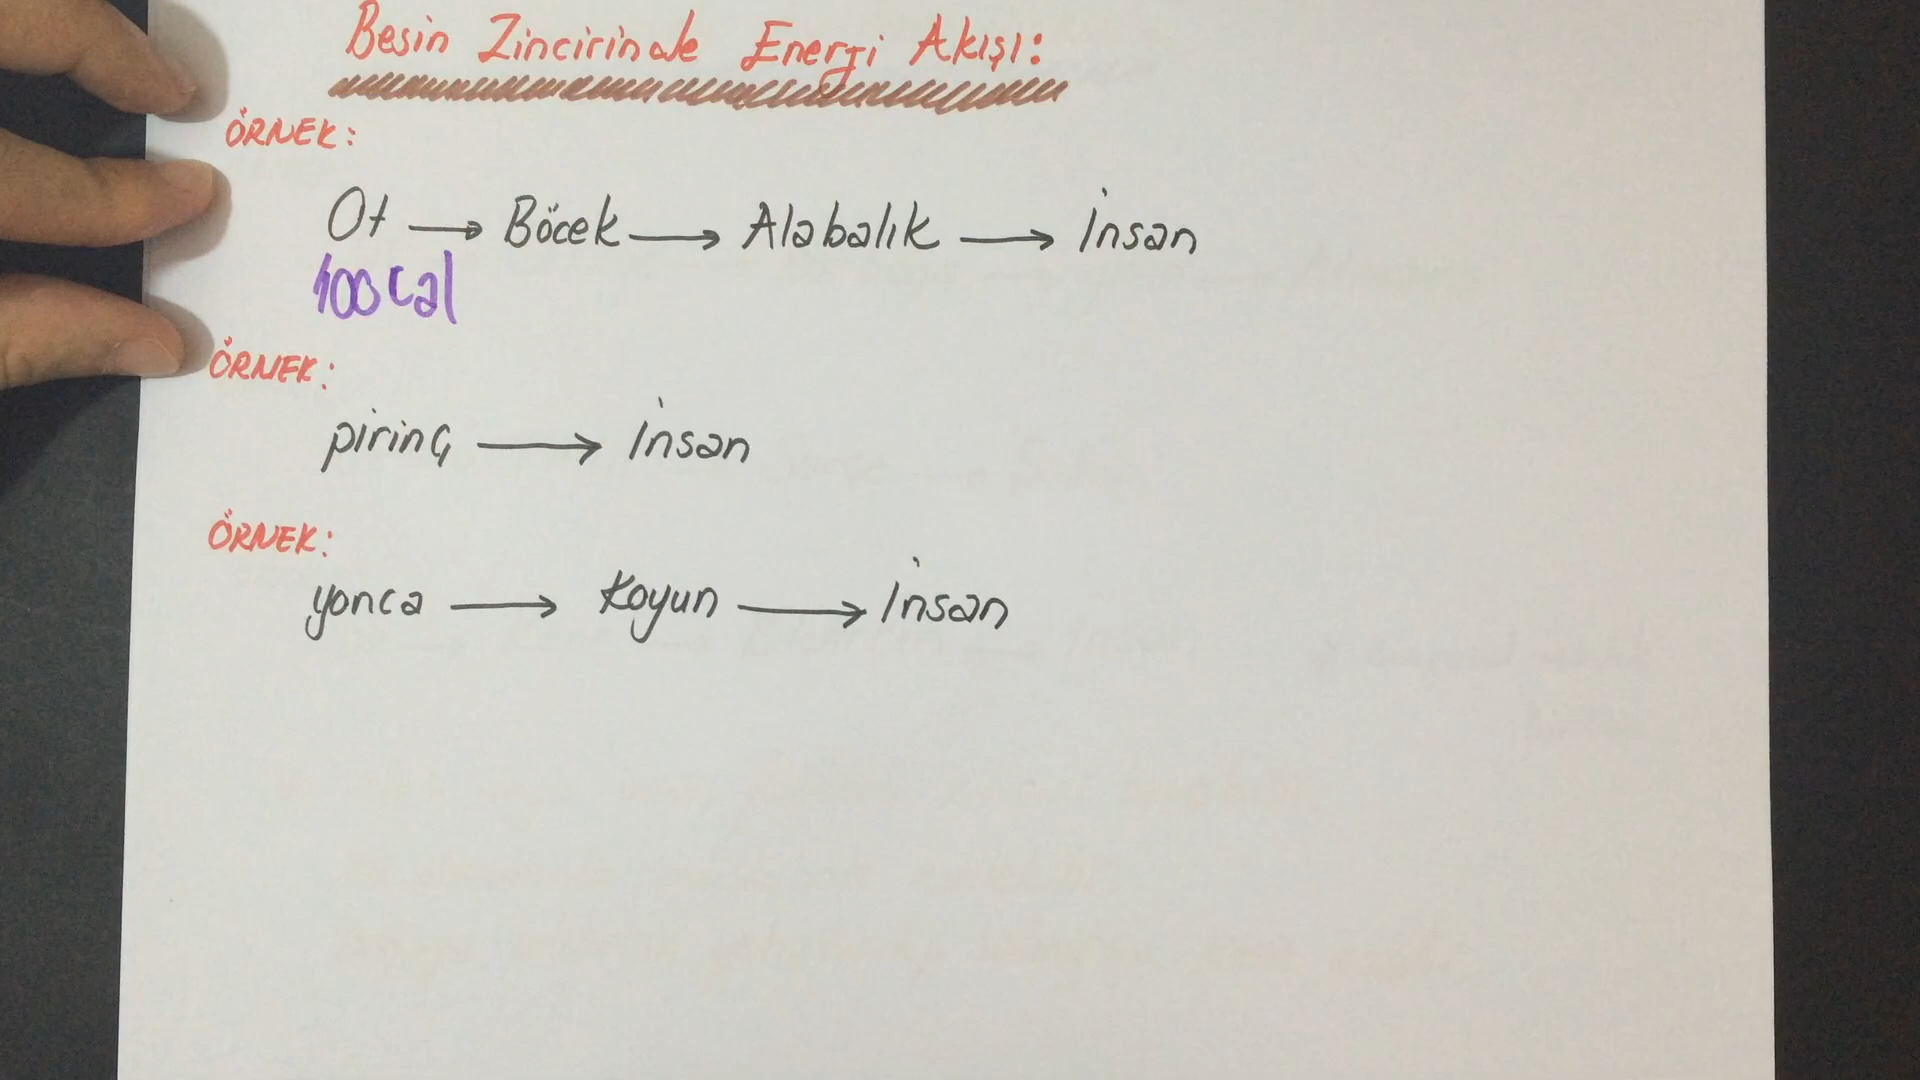 Besin Zincirinde Enerji Akışı:
ÖRNEK:
Ot → Böcek → Alabalık → İnsan
100 Cal
ÖRNEK:
pirinç → İnsan
ÖRNEK:
yonca → Koyun → İnsan